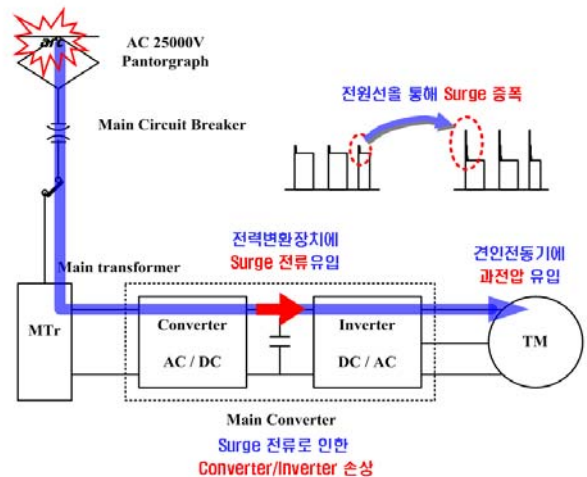 arc
AC 25000V
Pantorgraph
Main Circuit Breaker
전원선을 통해 Surge 증폭
전력변환장치에
Surge 전류유입
견인전동기에
과전압 유입
Main transformer
MTr
Converter
AC / DC
Inverter
DC / AC
TM
Main Converter
Surge 전류로 인한
Converter/Inverter 손상